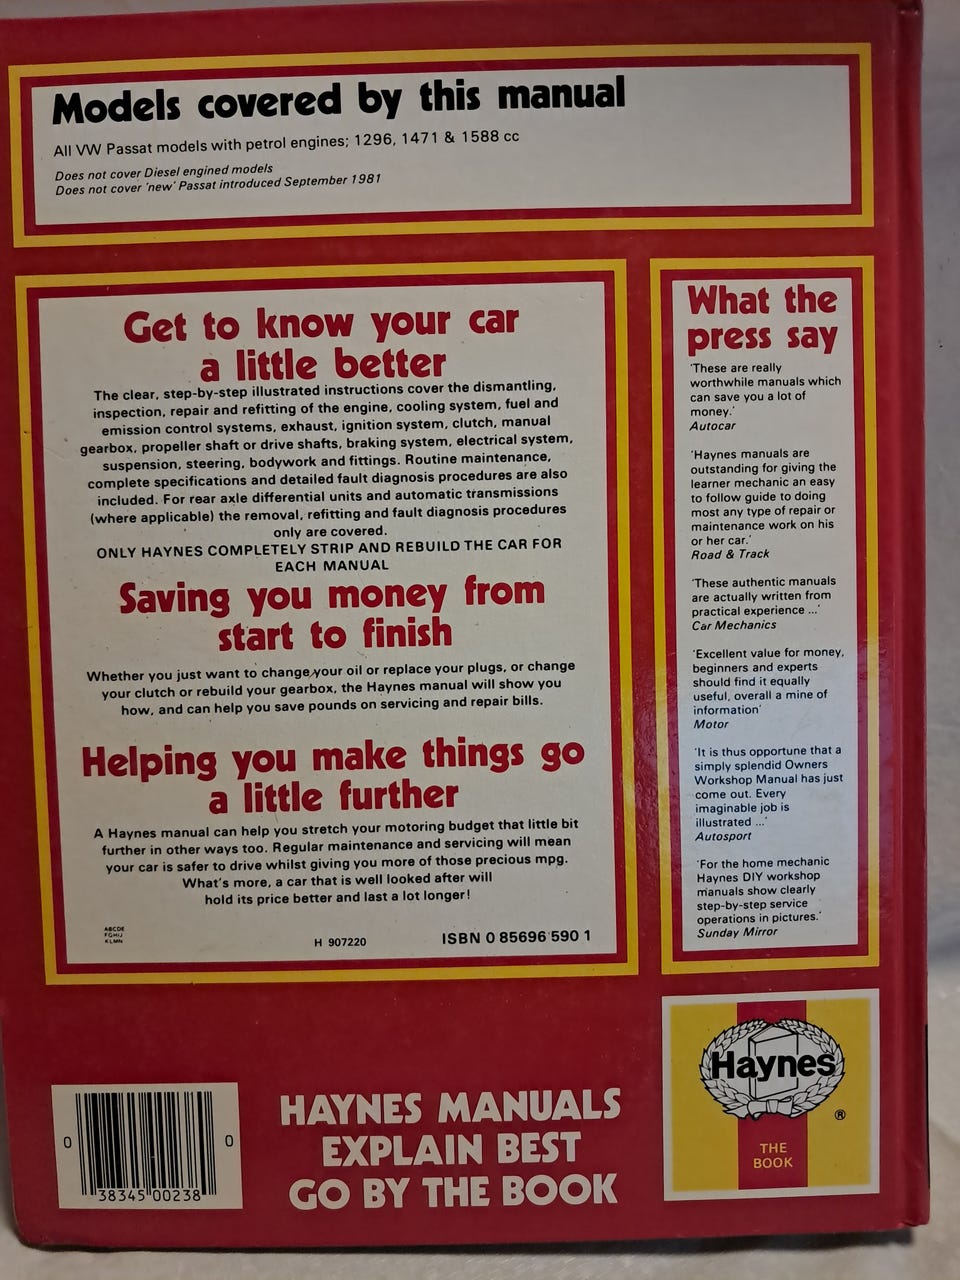 Models covered by this manual
All VW Passat models with petrol engines; 1296, 1471 & 1588 cc
Does not cover Diesel engined models
Does not cover 'new' Passat introduced September 1981
Get to know your car
a little better
The clear, step-by-step illustrated instructions cover the dismantling,
inspection, repair and refitting of the engine, cooling system, fuel and
emission control systems, exhaust, ignition system, clutch, manual
gearbox, propeller shaft or drive shafts, braking system, electrical system,
suspension, steering, bodywork and fittings. Routine maintenance,
complete specifications and detailed fault diagnosis procedures are also
included. For rear axle differential units and automatic transmissions
(where applicable) the removal, refitting and fault diagnosis procedures
only are covered.
ONLY HAYNES COMPLETELY STRIP AND REBUILD THE CAR FOR
EACH MANUAL
Saving you money from
start to finish
Whether you just want to change your oil or replace your plugs, or change
your clutch or rebuild your gearbox, the Haynes manual will show you
how, and can help you save pounds on servicing and repair bills.
Helping you make things go
a little further
A Haynes manual can help you stretch your motoring budget that little bit
further in other ways too. Regular maintenance and servicing will mean
your car is safer to drive whilst giving you more of those precious mpg.
What's more, a car that is well looked after will
hold its price better and last a lot longer!
ABCDE
FGHIJ
KLMN
H 907220
ISBN 0 85696 590 1
What the
press say
'These are really
worthwhile manuals which
can save you a lot of
money.'
Autocar
'Haynes manuals are
outstanding for giving the
learner mechanic an easy
to follow guide to doing
most any type of repair or
maintenance work on his
or her car.'
Road & Track
'These authentic manuals
are actually written from
practical experience ...'
Car Mechanics
'Excellent value for money,
beginners and experts
should find it equally
useful, overall a mine of
information'
Motor
'It is thus opportune that a
simply splendid Owners
Workshop Manual has just
come out. Every
imaginable job is
illustrated ...'
Autosport
'For the home mechanic
Haynes DIY workshop
manuals show clearly
step-by-step service
operations in pictures.'
Sunday Mirror
0 38345 00238 0
HAYNES MANUALS
EXPLAIN BEST
GO BY THE BOOK
Haynes
®
THE
BOOK